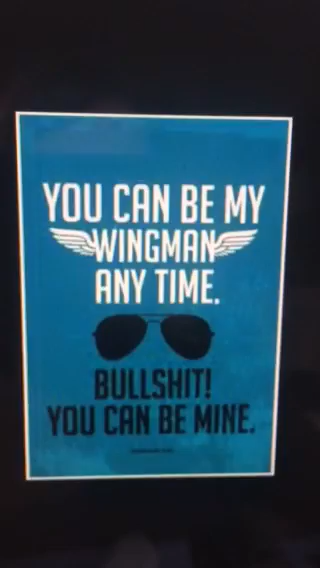 YOU CAN BE MY
WINGMAN
ANY TIME.
BULLSHIT!
YOU CAN BE MINE.